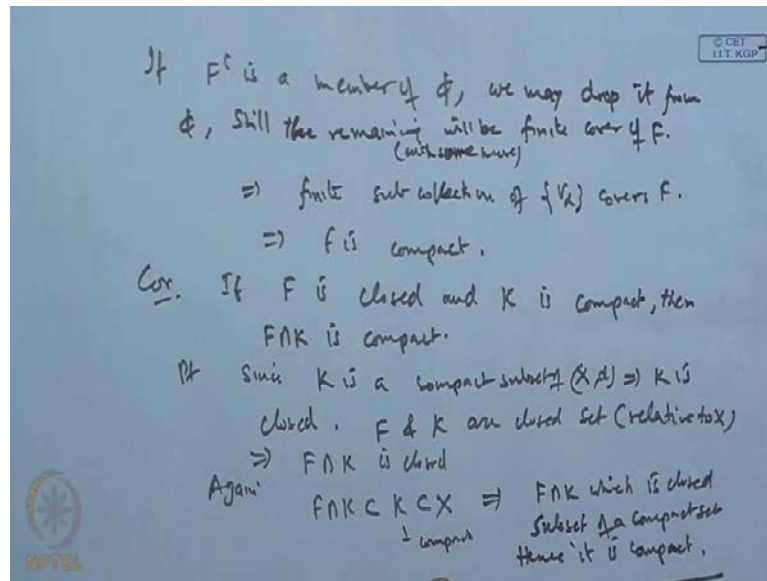 © CET
I.I.T. KGP
If F^c is a member of φ, we may drop it from
φ, still the remaining will be finite cover of F.
(with some more)
⇒ finite sub collection of {V_α} covers F.
⇒ F is compact.
Cor. If F is closed and K is compact, then
F∩K is compact.
Pf Since K is a compact subset of (X,d) ⇒ K is
closed. F & K are closed set (relative to X)
⇒ F∩K is closed
Again F∩K ⊂ K ⊂ X ⇒ F∩K which is closed
compact subset of a compact set
Hence it is compact.
NPTEL